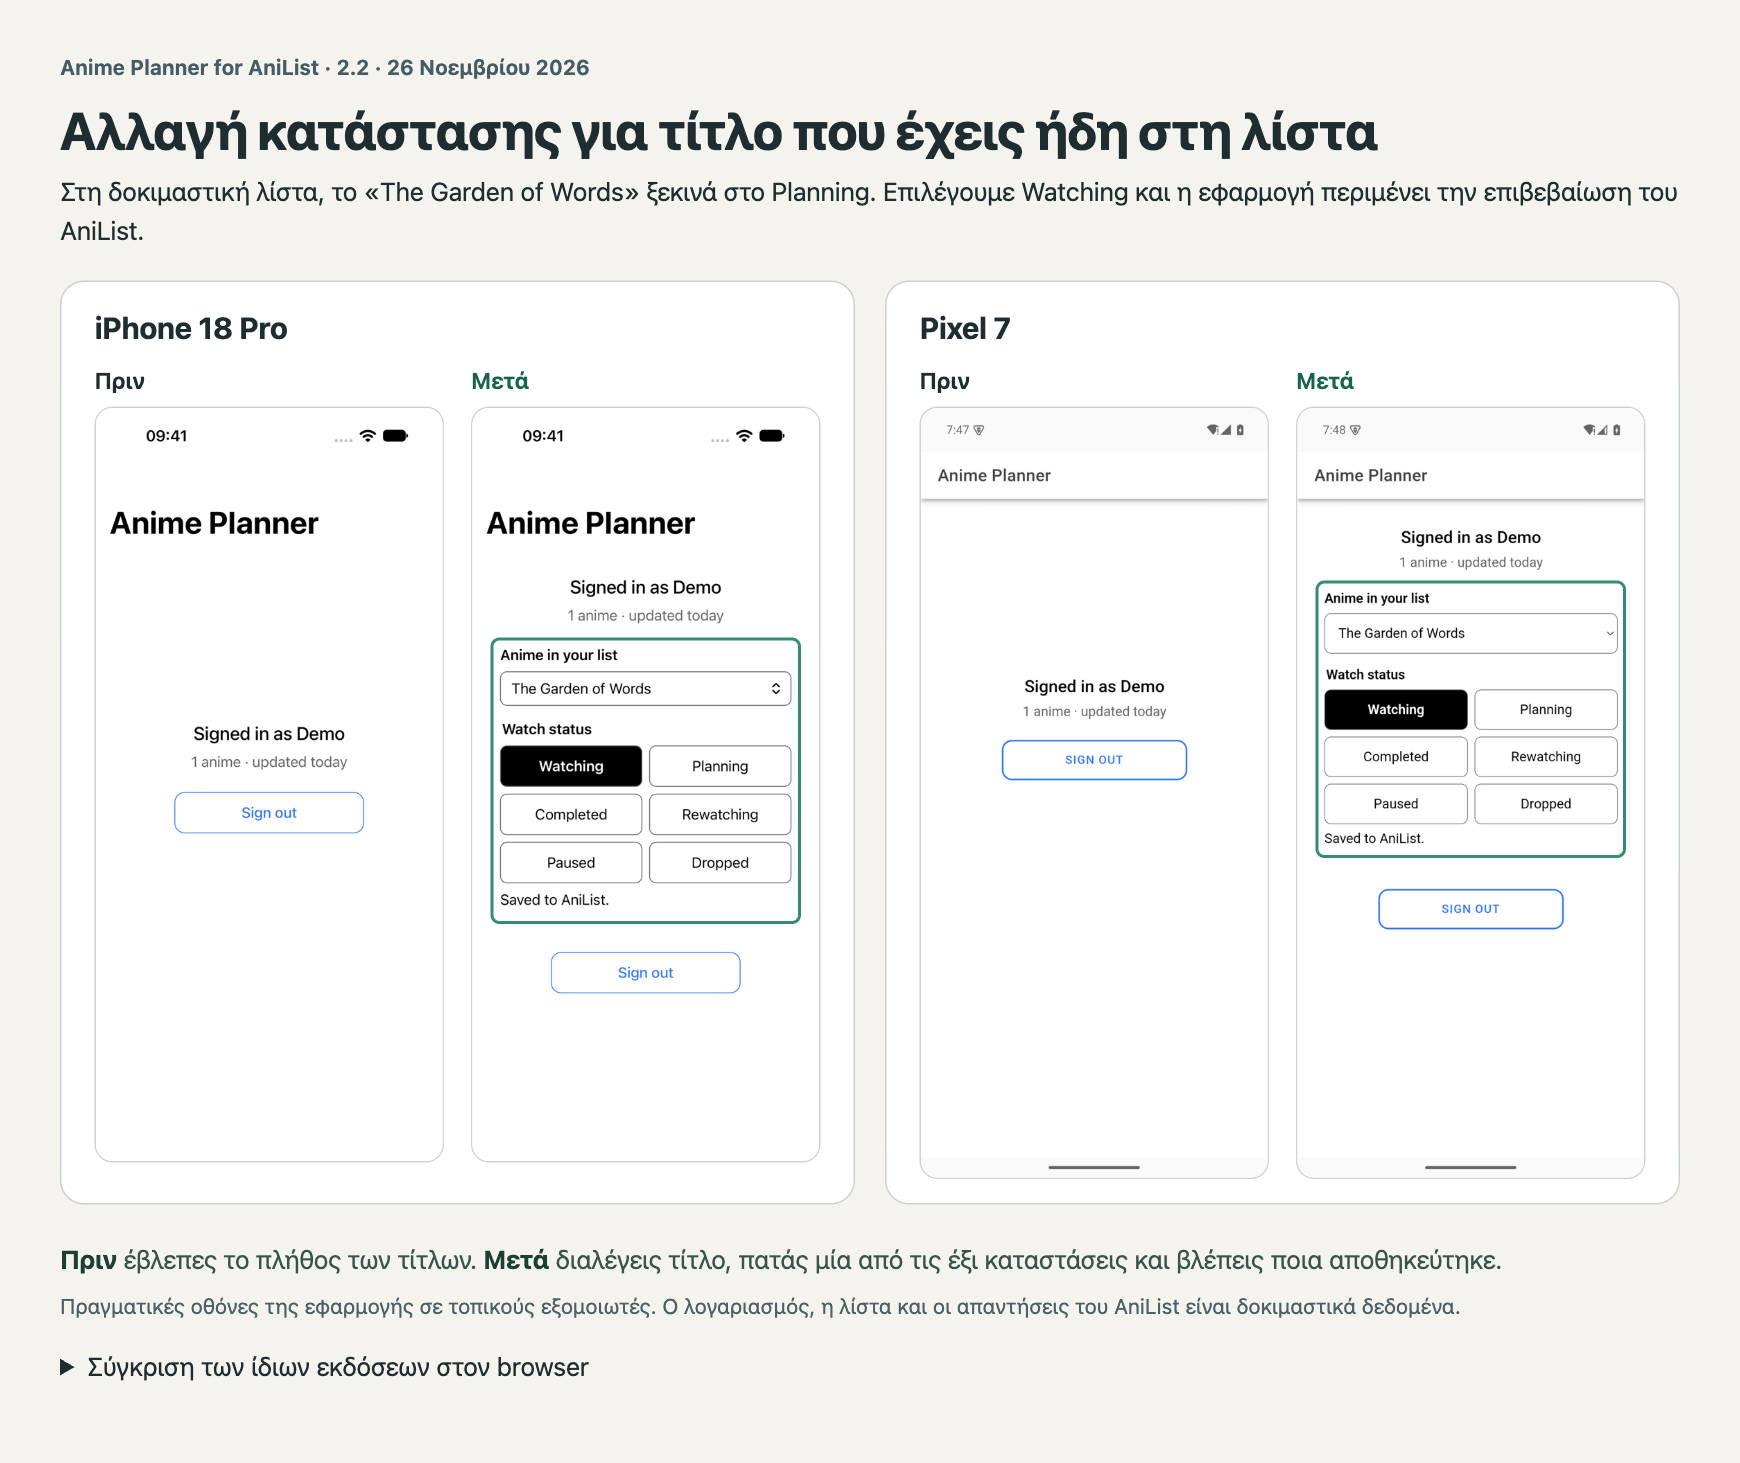 Anime Planner for AniList · 2.2 · 26 Νοεμβρίου 2026
Αλλαγή κατάστασης για τίτλο που έχεις ήδη στη λίστα
Στη δοκιμαστική λίστα, το «The Garden of Words» ξεκινά στο Planning. Επιλέγουμε Watching και η εφαρμογή περιμένει την επιβεβαίωση του
AniList.
iPhone 18 Pro
Πριν
09:41
Anime Planner
Signed in as Demo
1 anime · updated today
Sign out
Μετά
09:41
Anime Planner
Signed in as Demo
1 anime · updated today
Anime in your list
The Garden of Words
Watch status
Watching
Planning
Completed
Rewatching
Paused
Dropped
Saved to AniList.
Sign out
Pixel 7
Πριν
7:47
Anime Planner
Signed in as Demo
1 anime · updated today
SIGN OUT
Μετά
7:48
Anime Planner
Signed in as Demo
1 anime · updated today
Anime in your list
The Garden of Words
Watch status
Watching
Planning
Completed
Rewatching
Paused
Dropped
Saved to AniList.
SIGN OUT
Πριν έβλεπες το πλήθος των τίτλων. Μετά διαλέγεις τίτλο, πατάς μία από τις έξι καταστάσεις και βλέπεις ποια αποθηκεύτηκε.
Πραγματικές οθόνες της εφαρμογής σε τοπικούς εξομοιωτές. Ο λογαριασμός, η λίστα και οι απαντήσεις του AniList είναι δοκιμαστικά δεδομένα.
Σύγκριση των ίδιων εκδόσεων στον browser